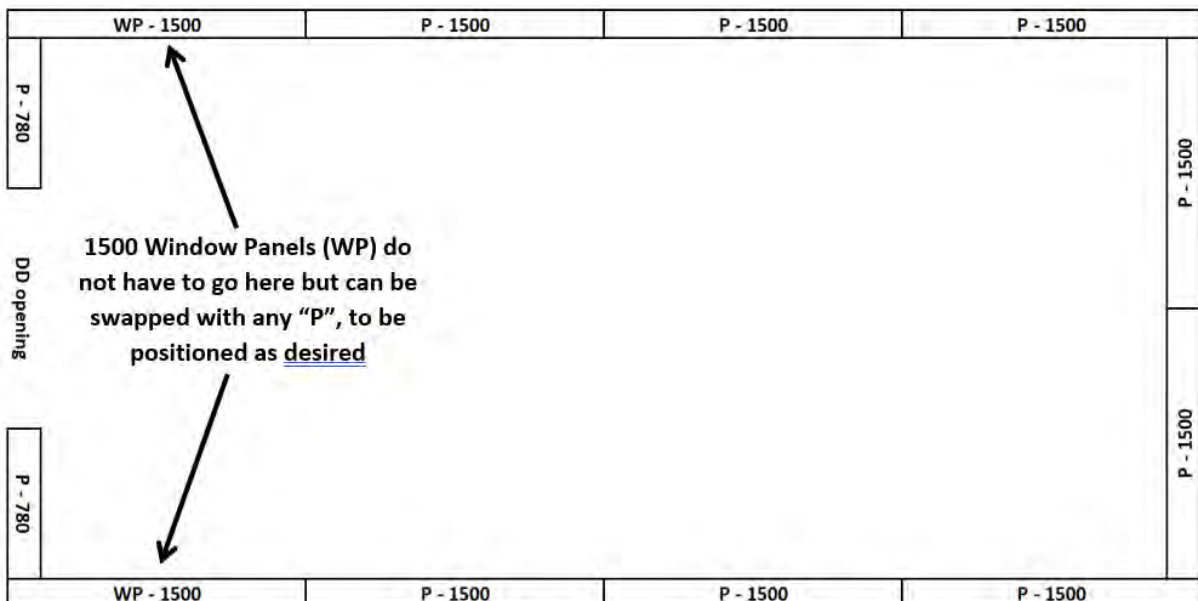 WP - 1500 P - 1500 P - 1500 P - 1500
P - 780
P - 1500
1500 Window Panels (WP) do
not have to go here but can be
swapped with any “P”, to be
positioned as desired
DD opening
P - 780
P - 1500
WP - 1500 P - 1500 P - 1500 P - 1500